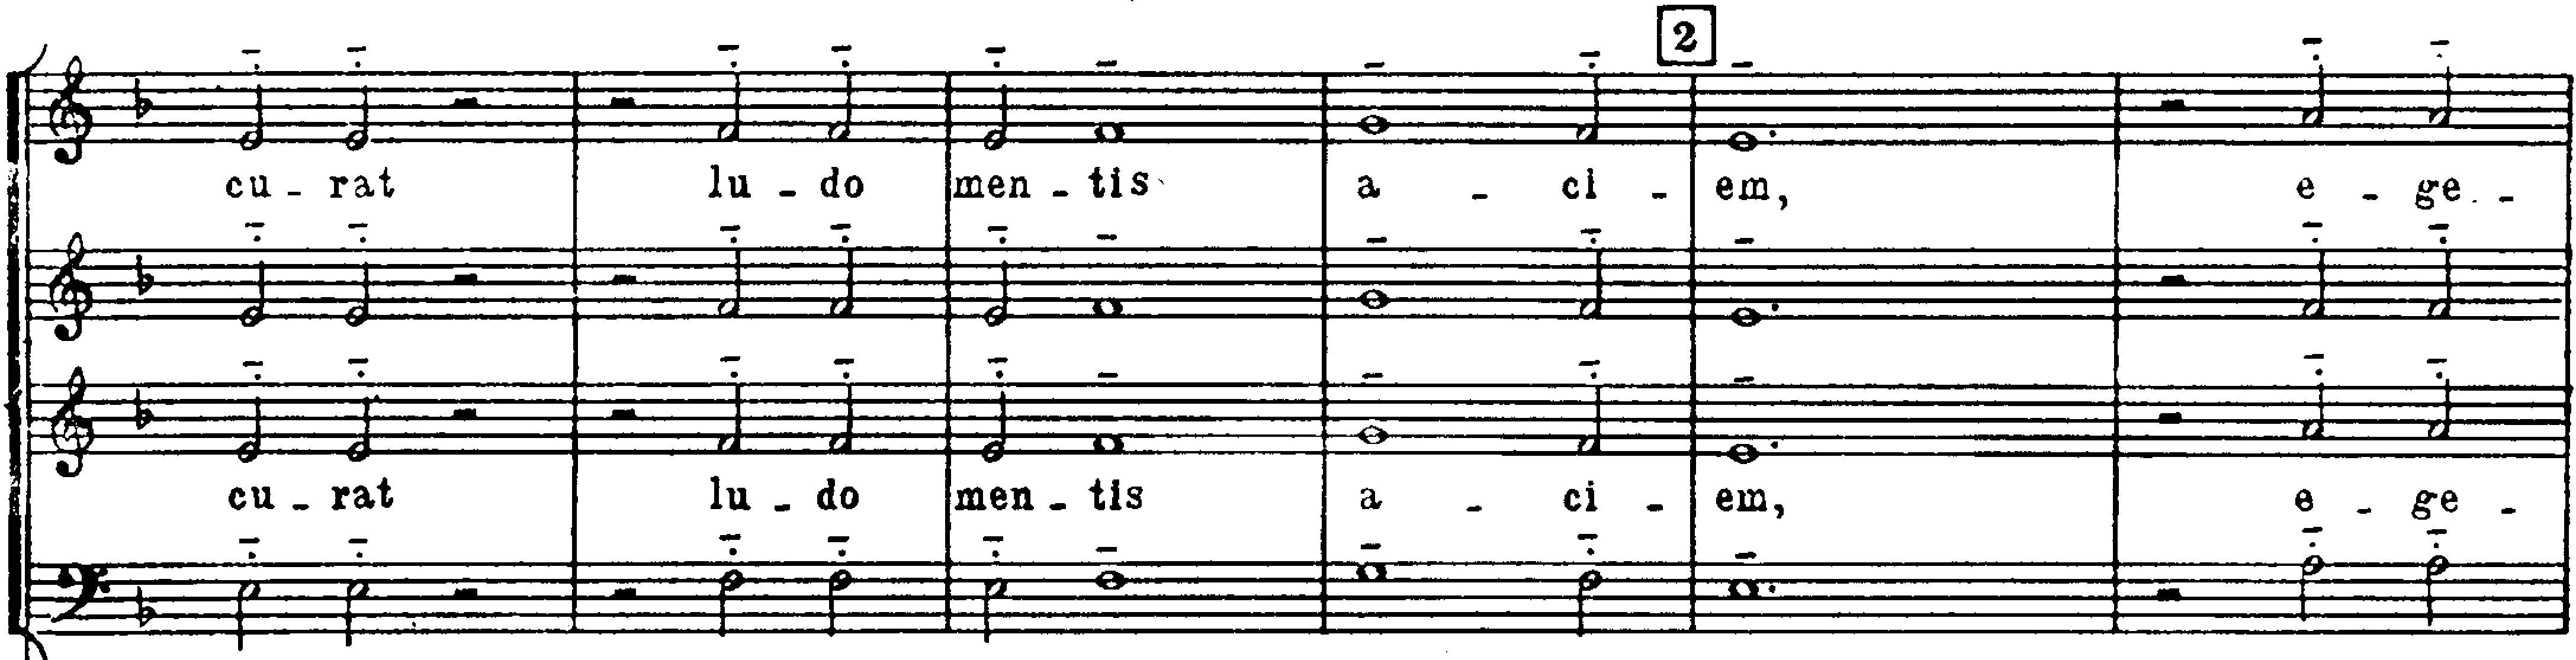 2
cu - rat lu - do men - tis a - ci - em, e - ge -
cu - rat lu - do men - tis a - ci - em, e - ge -